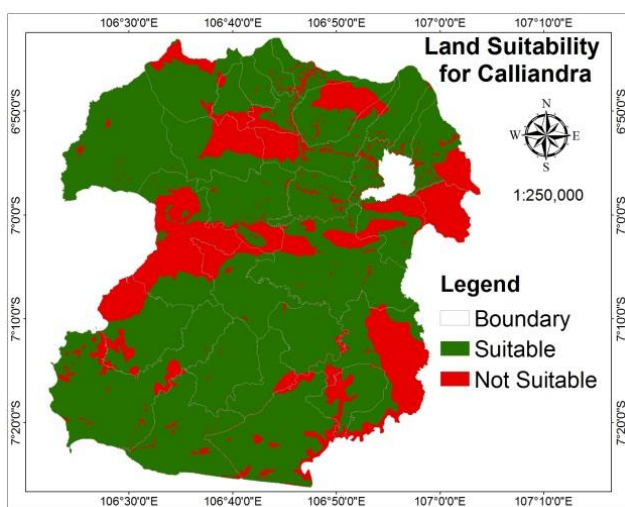 106°30'0"E 106°40'0"E 106°50'0"E 107°0'0"E 107°10'0"E
Land Suitability
for Calliandra
N
W E
S
1:250,000
Legend
Boundary
Suitable
Not Suitable
6°50'0"S
7°0'0"S
7°10'0"S
7°20'0"S
6°50'0"S
7°0'0"S
7°10'0"S
7°20'0"S
106°30'0"E 106°40'0"E 106°50'0"E 107°0'0"E 107°10'0"E